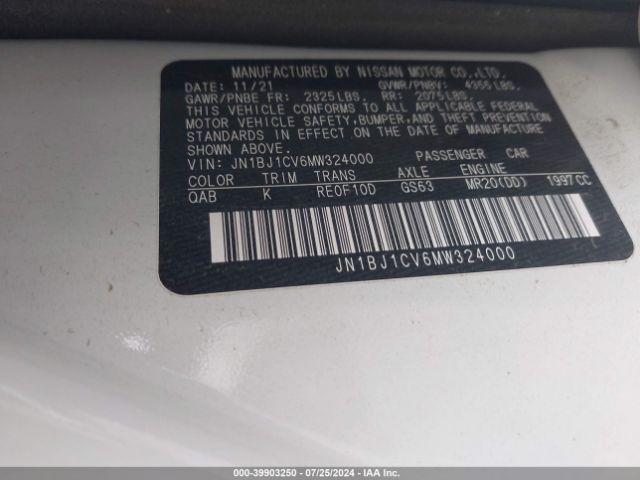 MANUFACTURED BY NISSAN MOTOR CO.,LTD.
DATE: 11/21 GVWR/PNBV: 4355 LBS.
GAWR/PNBE FR: 2325LBS. RR: 2075LBS.
THIS VEHICLE CONFORMS TO ALL APPLICABLE FEDERAL
MOTOR VEHICLE SAFETY,BUMPER,AND THEFT PREVENTION
STANDARDS IN EFFECT ON THE DATE OF MANUFACTURE
SHOWN ABOVE.
VIN: JN1BJ1CV6MW324000 PASSENGER CAR
COLOR TRIM TRANS AXLE ENGINE
QAB K RE0F10D GS63 MR20(DD) 1997CC
JN1BJ1CV6MW324000
000-39903250 - 07/25/2024 - IAA Inc.